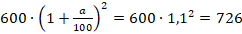 600 · (1 + a/100)² = 600 · 1,1² = 726